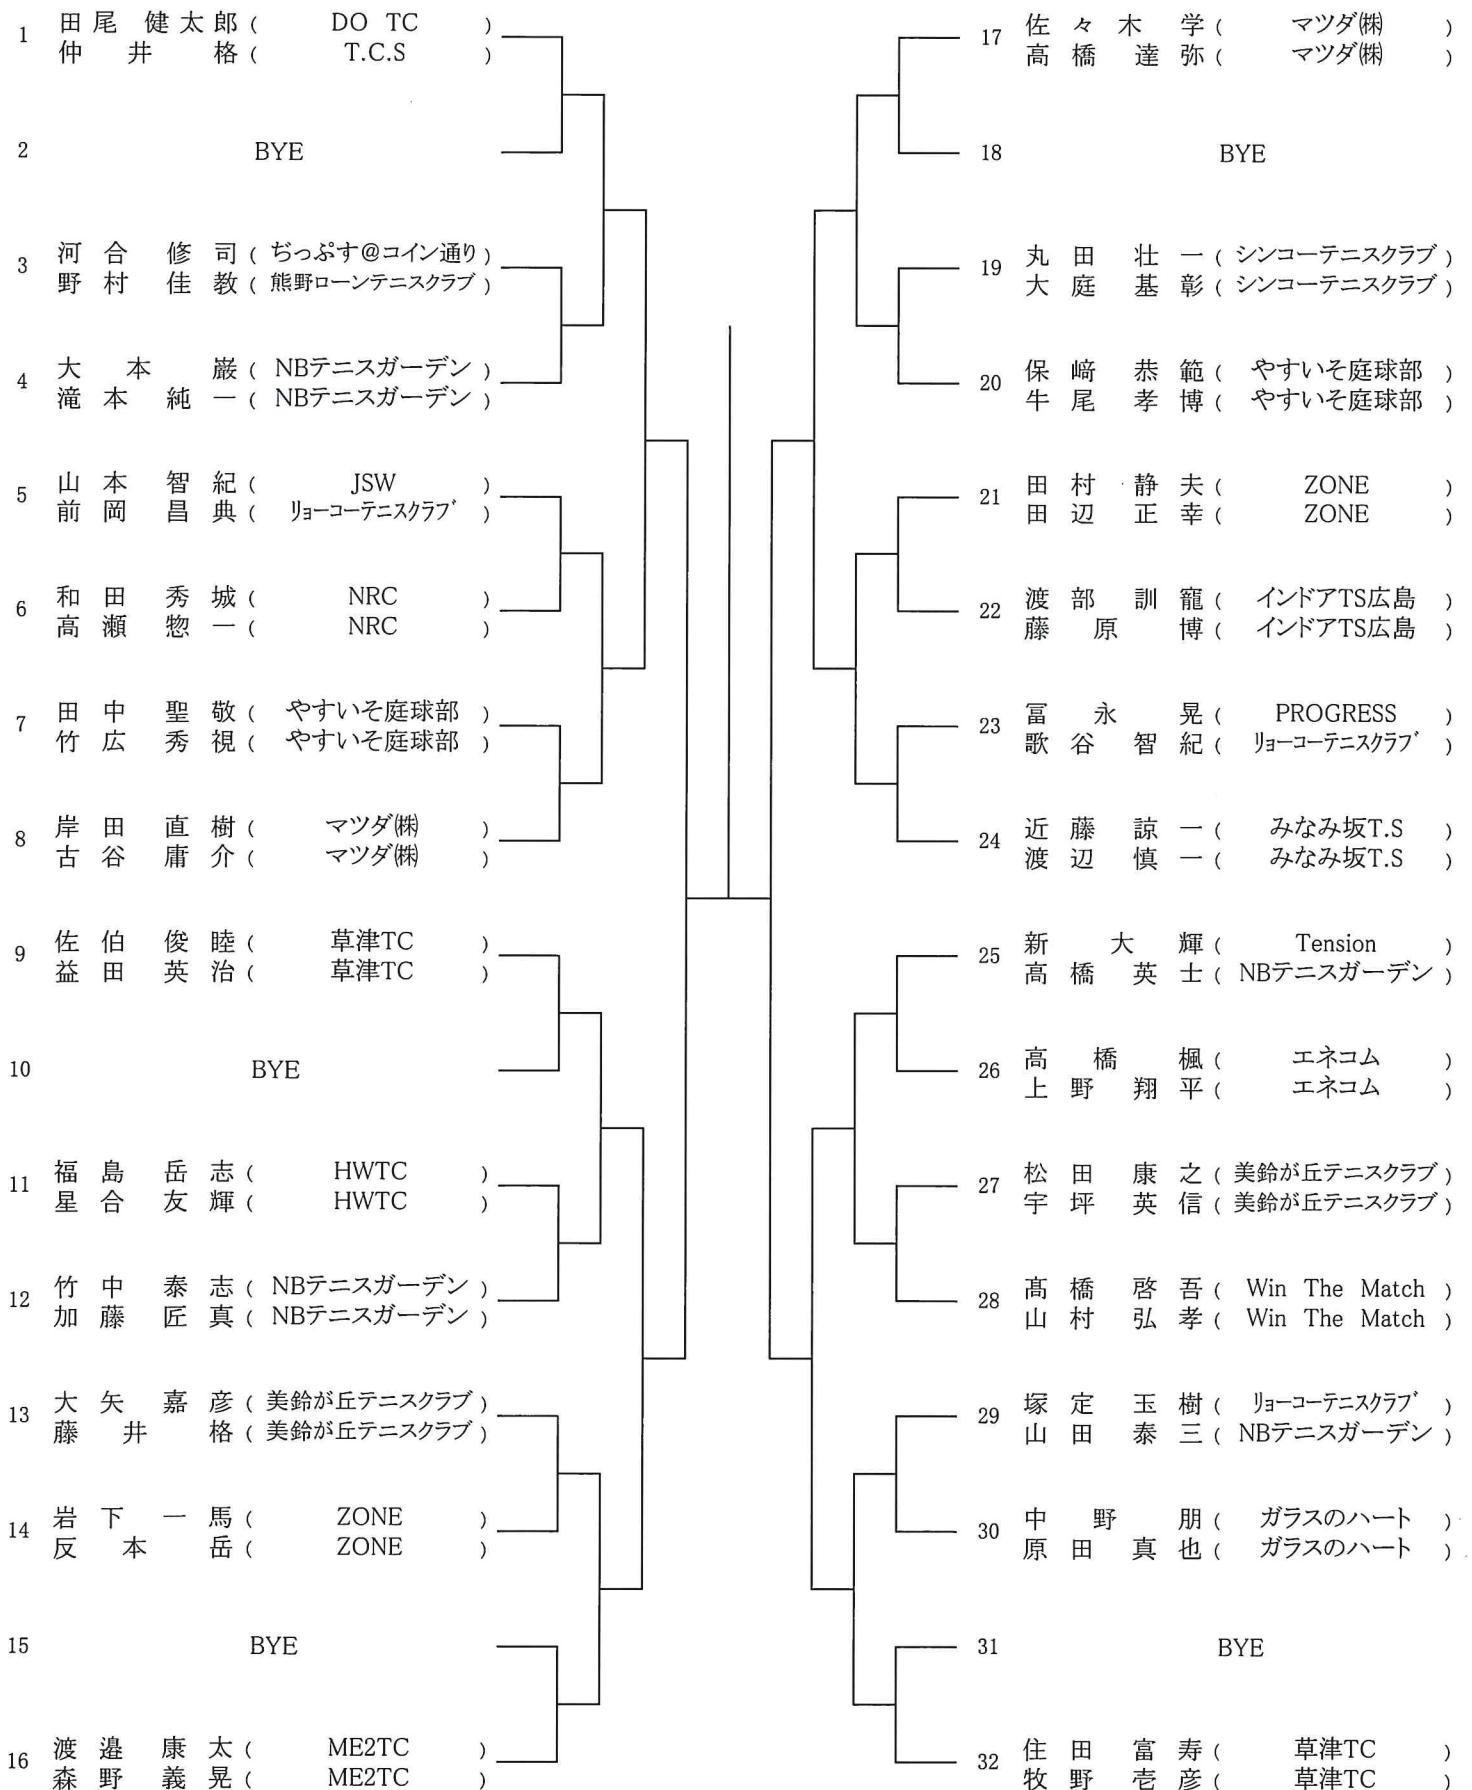 1 田尾 健太郎 ( DO TC )
仲井 格 ( T.C.S )
2 BYE
3 河合 修司 ( ぢっぷす@コイン通り )
野村 佳教 ( 熊野ローンテニスクラブ )
4 大本 巌 ( NBテニスガーデン )
滝本 純一 ( NBテニスガーデン )
5 山本 智紀 ( JSW )
前岡 昌典 ( リョーコーテニスクラブ )
6 和田 秀城 ( NRC )
高瀬 惣一 ( NRC )
7 田中 聖敬 ( やすいそ庭球部 )
竹広 秀視 ( やすいそ庭球部 )
8 岸田 直樹 ( マツダ㈱ )
古谷 庸介 ( マツダ㈱ )
9 佐伯 俊睦 ( 草津TC )
益田 英治 ( 草津TC )
10 BYE
11 福島 岳志 ( HWTC )
星合 友輝 ( HWTC )
12 竹中 泰志 ( NBテニスガーデン )
加藤 匠真 ( NBテニスガーデン )
13 大矢 嘉彦 ( 美鈴が丘テニスクラブ )
藤井 格 ( 美鈴が丘テニスクラブ )
14 岩下 一馬 ( ZONE )
反本 岳 ( ZONE )
15 BYE
16 渡邉 康太 ( ME2TC )
森野 義晃 ( ME2TC )
17 佐々木 学 ( マツダ㈱ )
高橋 達弥 ( マツダ㈱ )
18 BYE
19 丸田 壮一 ( シンコーテニスクラブ )
大庭 基彰 ( シンコーテニスクラブ )
20 保﨑 恭範 ( やすいそ庭球部 )
牛尾 孝博 ( やすいそ庭球部 )
21 田村 静夫 ( ZONE )
田辺 正幸 ( ZONE )
22 渡部 訓寵 ( インドアTS広島 )
藤原 博 ( インドアTS広島 )
23 冨永 晃 ( PROGRESS )
歌谷 智紀 ( リョーコーテニスクラブ )
24 近藤 諒一 ( みなみ坂T.S )
渡辺 慎一 ( みなみ坂T.S )
25 新 大輝 ( Tension )
高橋 英士 ( NBテニスガーデン )
26 高橋 楓 ( エネコム )
上野 翔平 ( エネコム )
27 松田 康之 ( 美鈴が丘テニスクラブ )
宇坪 英信 ( 美鈴が丘テニスクラブ )
28 髙橋 啓吾 ( Win The Match )
山村 弘孝 ( Win The Match )
29 塚定 玉樹 ( リョーコーテニスクラブ )
山田 泰三 ( NBテニスガーデン )
30 中野 朋 ( ガラスのハート )
原田 真也 ( ガラスのハート )
31 BYE
32 住田 富寿 ( 草津TC )
牧野 壱彦 ( 草津TC )